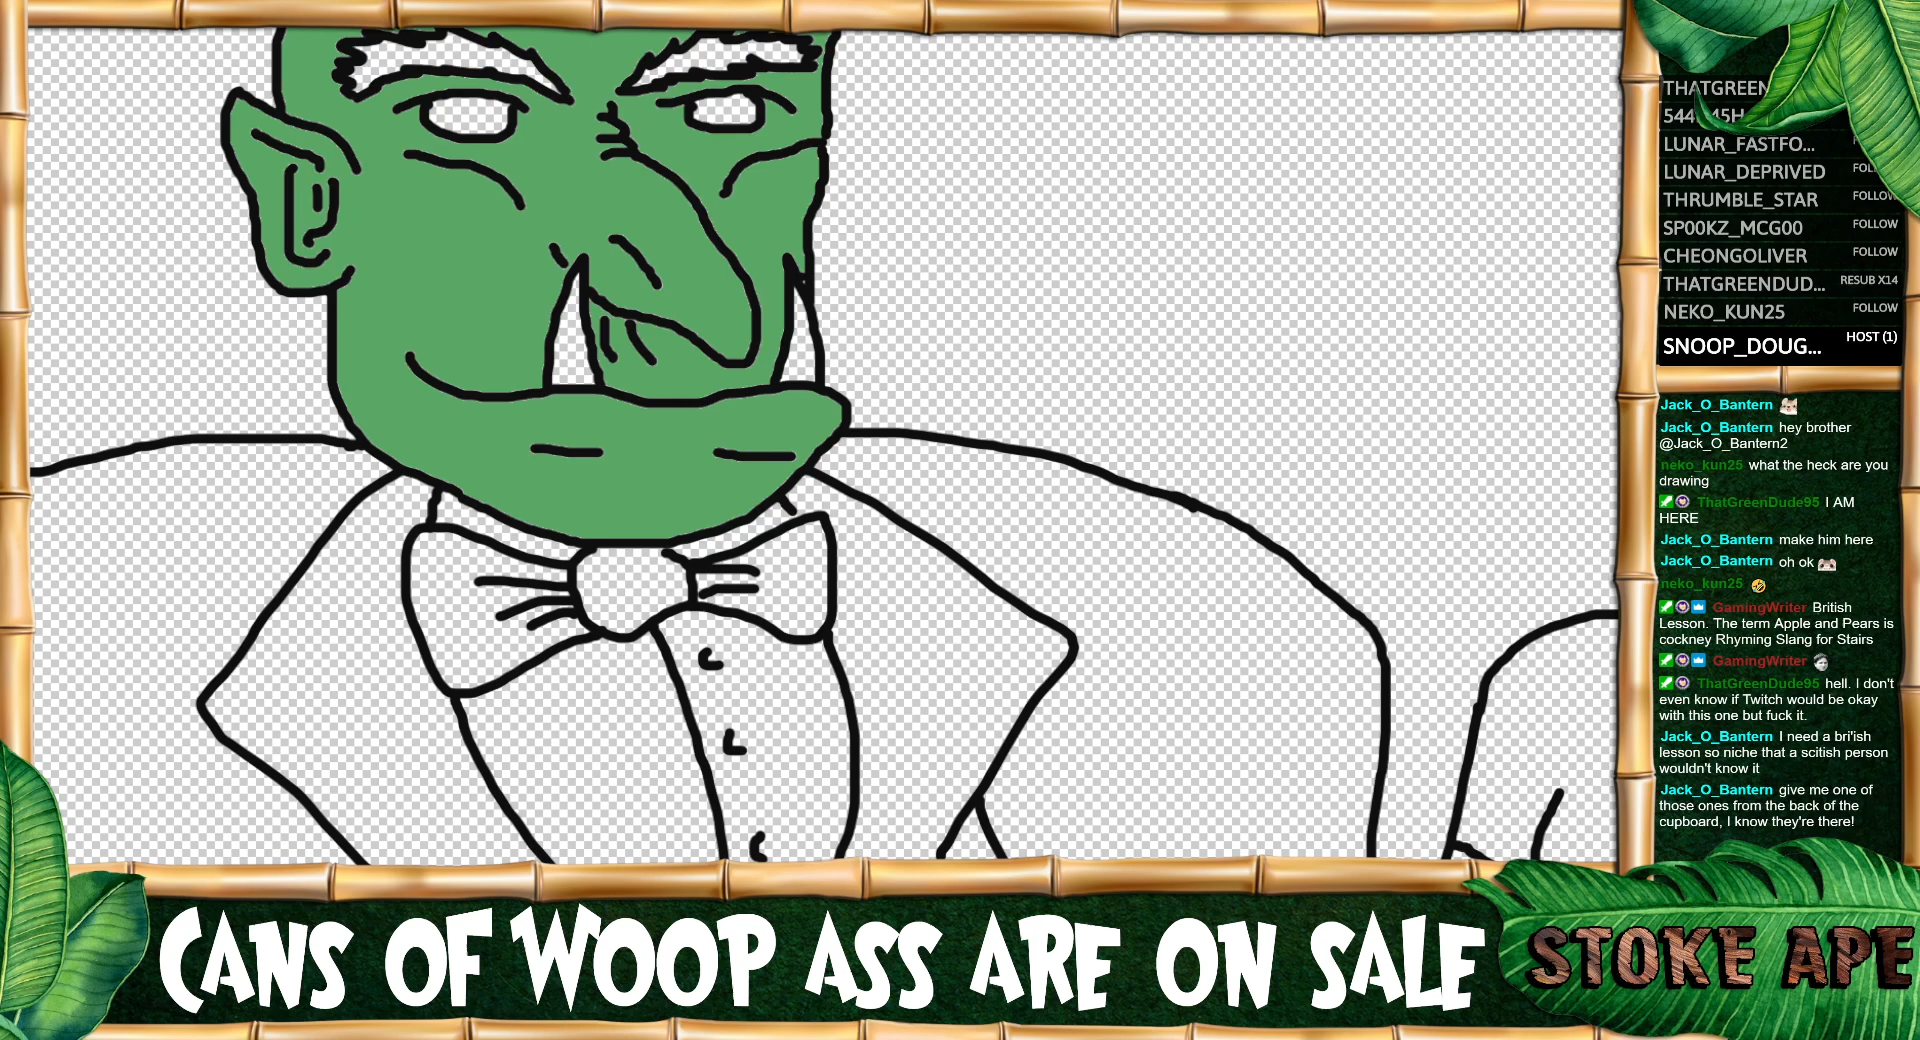 THATGREEN
LUNAR_FASTFO...
LUNAR_DEPRIVED
THRUMBLE_STAR FOLLOW
SP00KZ_MCG00 FOLLOW
CHEONGOLIVER FOLLOW
THATGREENDUD... RESUB X14
NEKO_KUN25 FOLLOW
SNOOP_DOUG... HOST (1)
Jack_O_Bantern
Jack_O_Bantern hey brother
@Jack_O_Bantern2
neko_kun25 what the heck are you
drawing
ThatGreenDude95 I AM
HERE
Jack_O_Bantern make him here
Jack_O_Bantern oh ok
neko_kun25
GamingWriter British
Lesson. The term Apple and Pears is
cockney Rhyming Slang for Stairs
GamingWriter
ThatGreenDude95 hell. I don't
even know if Twitch would be okay
with this one but fuck it.
Jack_O_Bantern I need a bri'ish
lesson so niche that a scitish person
wouldn't know it
Jack_O_Bantern give me one of
those ones from the back of the
cupboard, I know they're there!
CANS OF WOOP ASS ARE ON SALE
STOKE APE